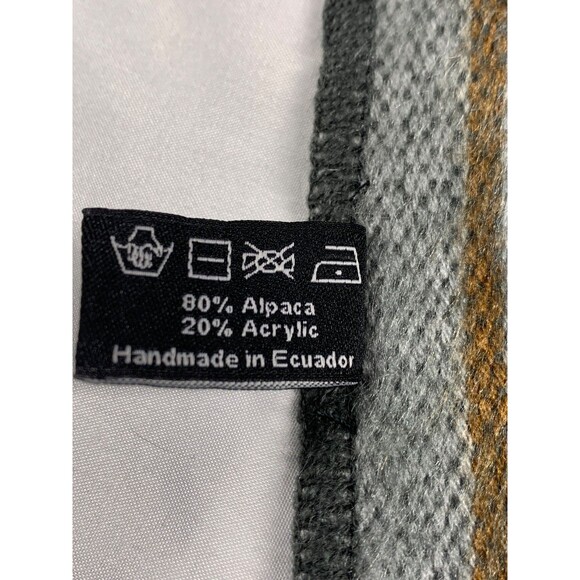 80% Alpaca
20% Acrylic
Handmade in Ecuador